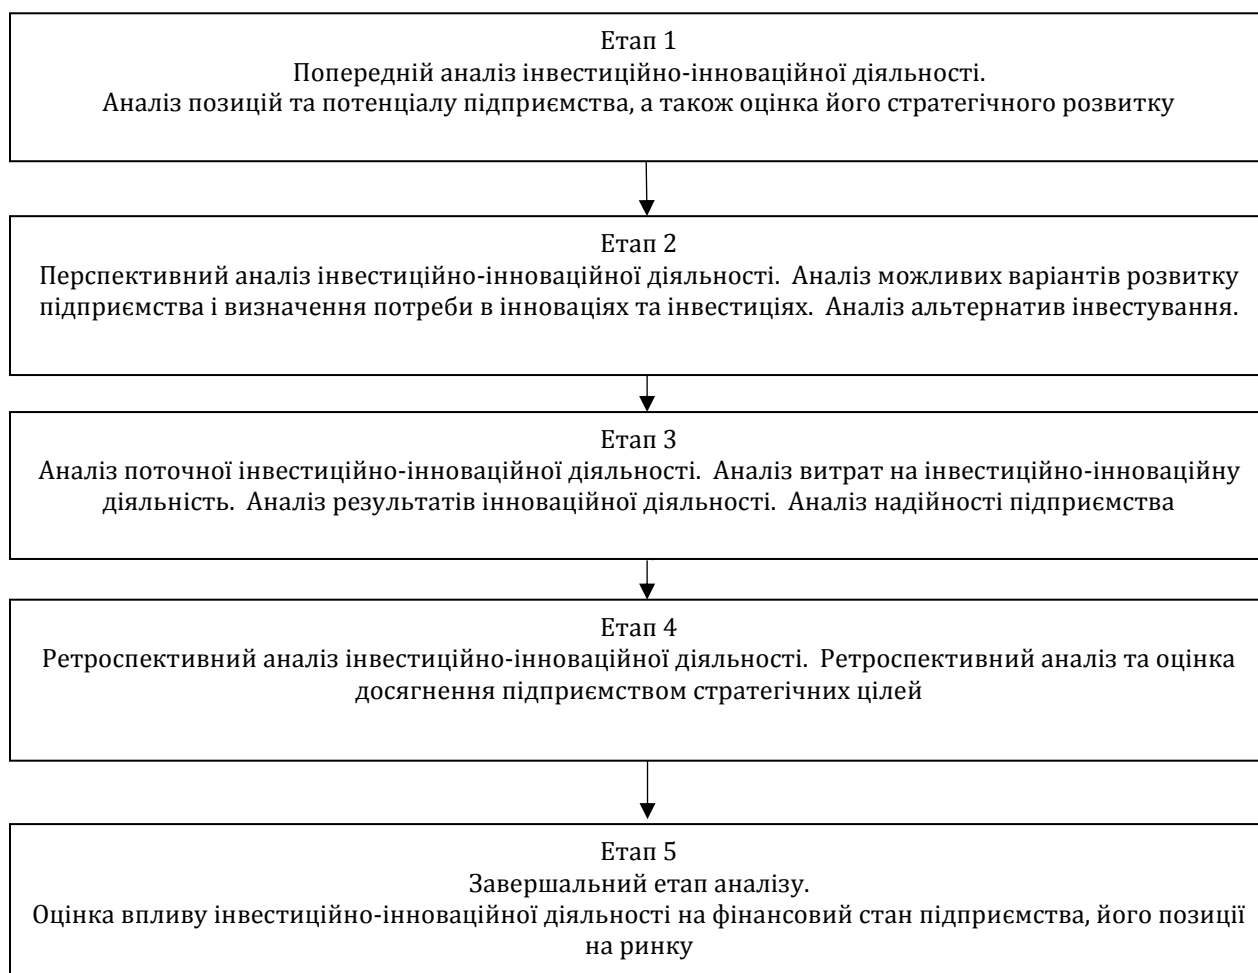 Етап 1
Попередній аналіз інвестиційно-інноваційної діяльності.
Аналіз позицій та потенціалу підприємства, а також оцінка його стратегічного розвитку
Етап 2
Перспективний аналіз інвестиційно-інноваційної діяльності. Аналіз можливих варіантів розвитку
підприємства і визначення потреби в інноваціях та інвестиціях. Аналіз альтернатив інвестування.
Етап 3
Аналіз поточної інвестиційно-інноваційної діяльності. Аналіз витрат на інвестиційно-інноваційну
діяльність. Аналіз результатів інноваційної діяльності. Аналіз надійності підприємства
Етап 4
Ретроспективний аналіз інвестиційно-інноваційної діяльності. Ретроспективний аналіз та оцінка
досягнення підприємством стратегічних цілей
Етап 5
Завершальний етап аналізу.
Оцінка впливу інвестиційно-інноваційної діяльності на фінансовий стан підприємства, його позиції
на ринку